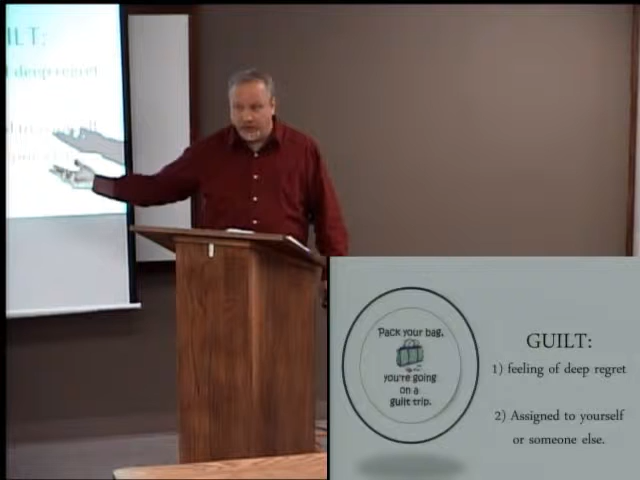 ILT:
deep regret
Pack your bag,
you're going
on a
guilt trip.
GUILT:
1) feeling of deep regret
2) Assigned to yourself
or someone else.